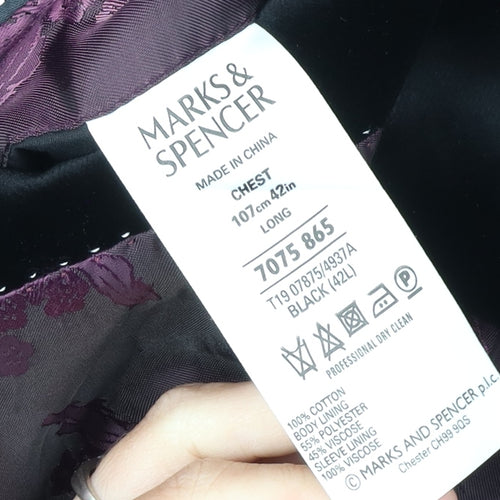 MARKS &
SPENCER
MADE IN CHINA
CHEST
107cm 42in
LONG
7075 865
T19 07875/4937A
BLACK (42L)
P
PROFESSIONAL DRY CLEAN
100% COTTON
BODY LINING
55% POLYESTER
45% VISCOSE
SLEEVE LINING
100% VISCOSE
© MARKS AND SPENCER p.l.c.
Chester CH99 9QS